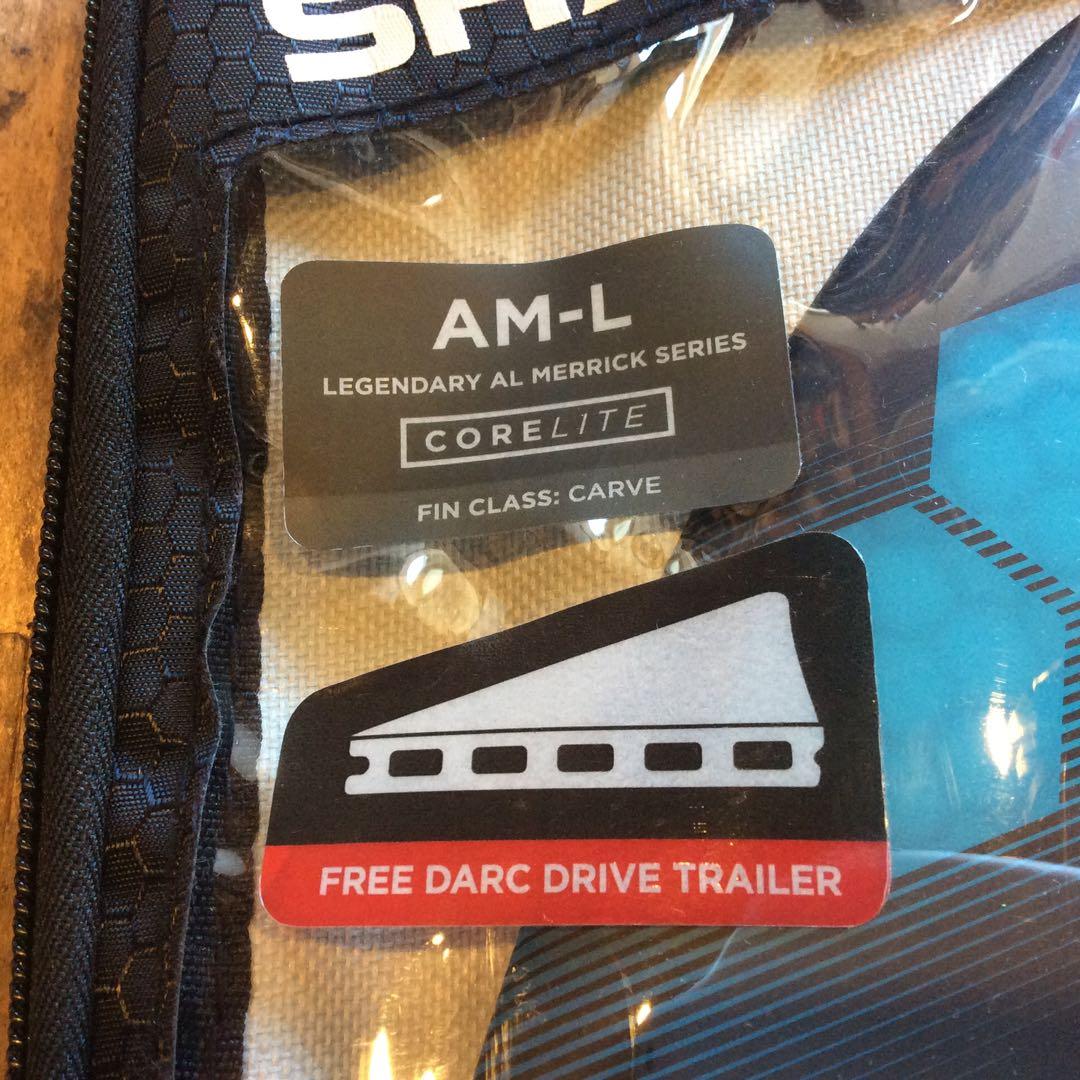 AM-L
LEGENDARY AL MERRICK SERIES
CORELITE
FIN CLASS: CARVE
FREE DARC DRIVE TRAILER